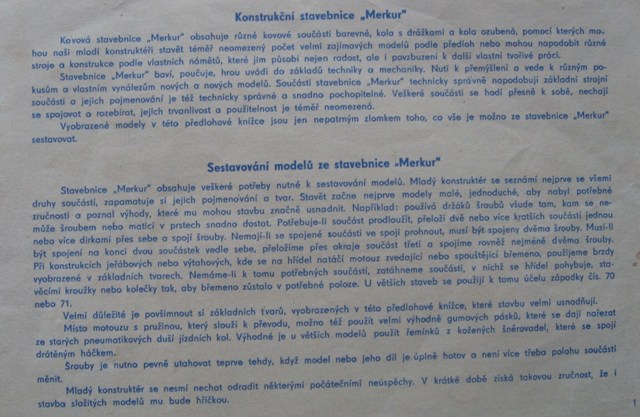 Konstrukční stavebnice „Merkur"
Kovová stavebnice „Merkur" obsahuje různé kovové součásti barevné, kola s drážkami a kola ozubená, pomocí kterých mo-
hou naši mladí konstruktéři stavět téměř neomezený počet velmi zajímavých modelů podle předloh nebo mohou napodobit různé
stroje a konstrukce podle vlastních námětů, které jim působí nejen radost, ale i povzbuzení k další vlastní tvořivé práci.
Stavebnice „Merkur" baví, poučuje, hrou uvádí do základů techniky a mechaniky. Nutí k přemýšlení a vede k různým po-
kusům a vlastním vynálezům nových a nových modelů. Součásti stavebnice „Merkur" technicky správně napodobují základní strojní
součásti a jejich pojmenování je též technicky správné a snadno pochopitelné. Veškeré součásti se hodí přesně k sobě, nechají
se spojovat a rozebírat, jejich trvanlivost a použitelnost je téměř neomezená.
Vyobrazené modely v této předlohové knížce jsou jen nepatrným zlomkem toho, co vše je možno ze stavebnice „Merkur"
sestavovat.
Sestavování modelů ze stavebnice „Merkur"
Stavebnice „Merkur" obsahuje veškeré potřeby nutné k sestavování modelů. Mladý konstruktér se seznámí nejprve se všemi
druhy součástí, zapamatuje si jejich pojmenování a tvar. Stavět začne nejprve modely malé, jednoduché, aby nabyl potřebné
zručnosti a poznal výhody, které mu mohou stavbu značně usnadnit. Například: používá držáků šroubů všude tam, kam se ne-
může šroubem nebo maticí v prstech snadno dostat. Potřebuje-li součást prodloužit, přeloží dvě nebo více kratších součástí jednou
nebo více dírkami přes sebe a spojí šrouby. Nemají-li se spojené součásti ve spoji prohnout, musí být spojeny dvěma šrouby. Musí-li
být spojeny na konci dvou součástek vedle sebe, přeložíme přes okraje součást třetí a spojíme rovněž nejméně dvěma šrouby.
Při konstrukcích jeřábových nebo výtahových, kde se na hřídel natáčí motouz zvedající nebo spouštějící břemeno, použijeme brzdy
vyobrazené v základních tvarech. Nemáme-li k tomu potřebných součástí, zatáhneme součásti, v nichž se hřídel pohybuje, sta-
věcími kroužky nebo kolečky tak, aby břemeno zůstalo v potřebné poloze. U větších staveb se použijí k tomu účelu západky čís. 70
nebo 71.
Velmi důležité je povšimnout si základních tvarů, vyobrazených v této předlohové knížce, které stavbu velmi usnadňují.
Místo motouzu s pružinou, který slouží k převodu, možno též použít velmi výhodně gumových pásků, které se dají nařezat
ze starých pneumatikových duší jízdních kol. Výhodné je u větších modelů použít řemínků z kožených šněrovadel, které se spojí
drátěným háčkem.
Šrouby je nutno pevně utahovat teprve tehdy, když model nebo jeho díl je úplně hotov a není více třeba polohu součástí
měnit.
Mladý konstruktér se nesmí nechat odradit některými počátečními neúspěchy. V krátké době získá takovou zručnost, že i
stavba složitých modelů mu bude hříčkou.
1